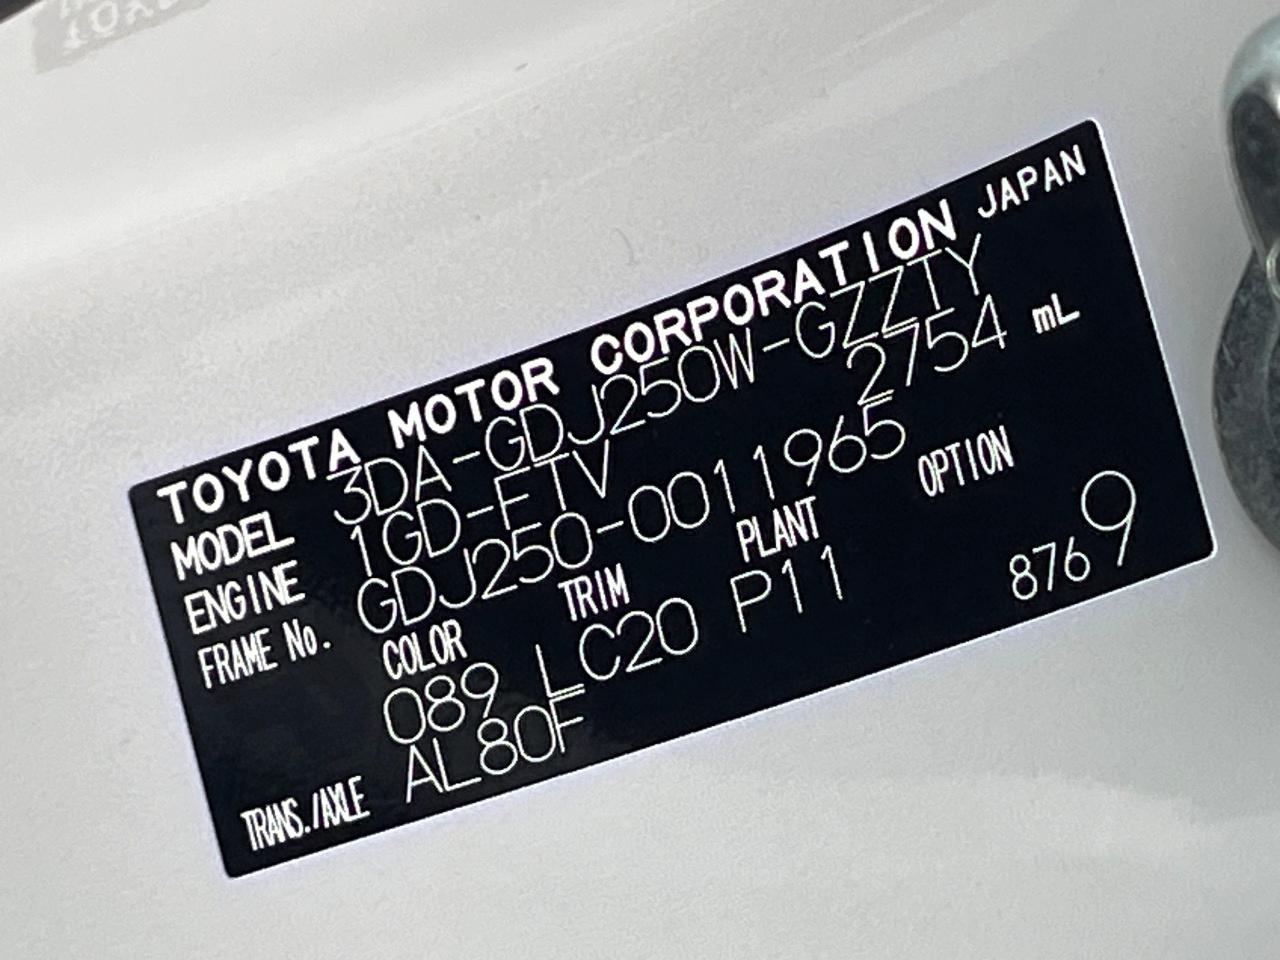 TOYOTA MOTOR CORPORATION JAPAN
MODEL 3DA-GDJ250W-GZZTY
ENGINE 1GD-FTV 2754 mL
FRAME No. GDJ250-0011965
COLOR TRIM PLANT OPTION
089 LC20 P11 8769
TRANS./AXLE AL80F